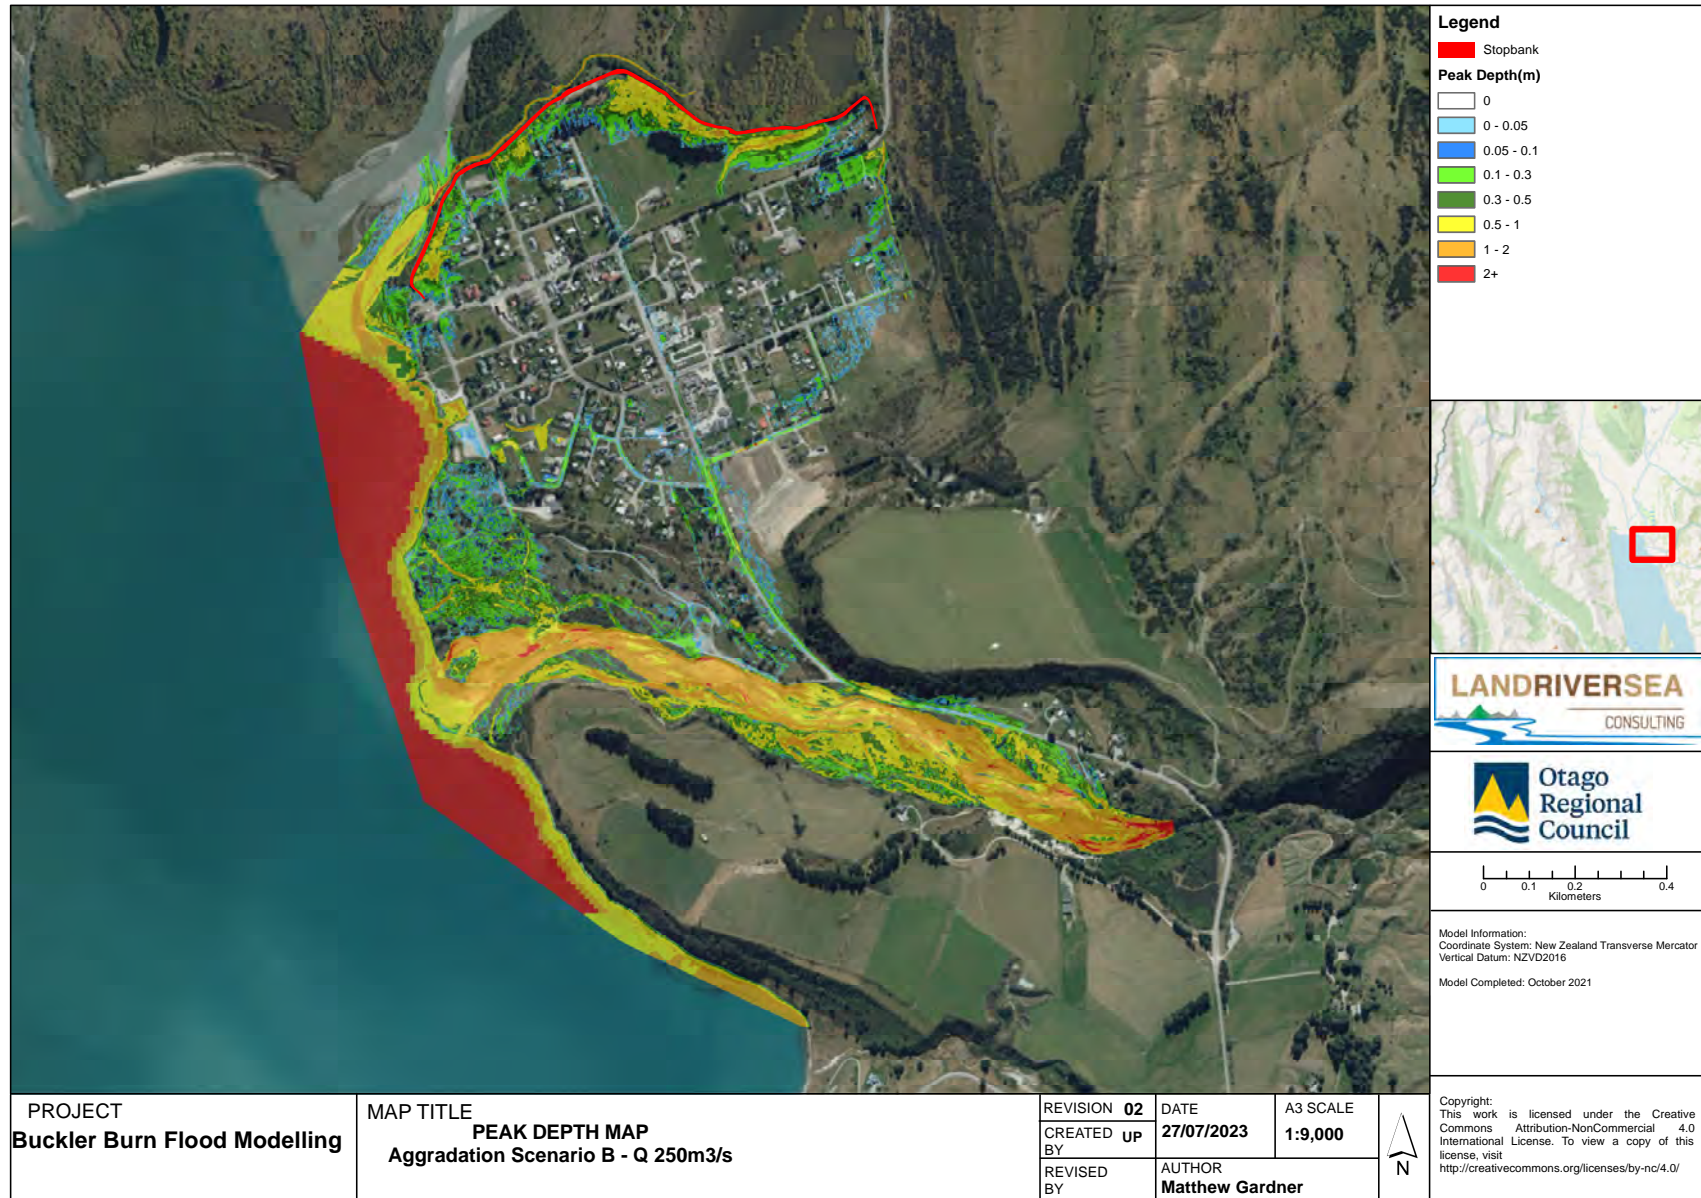 Legend
Stopbank
Peak Depth(m)
0
0 - 0.05
0.05 - 0.1
0.1 - 0.3
0.3 - 0.5
0.5 - 1
1 - 2
2+
LANDRIVERSEA
CONSULTING
Otago
Regional
Council
0 0.1 0.2 0.4
Kilometers
Model Information:
Coordinate System: New Zealand Transverse Mercator
Vertical Datum: NZVD2016
Model Completed: October 2021
Copyright:
This work is licensed under the Creative
Commons Attribution-NonCommercial 4.0
International License. To view a copy of this
license, visit
http://creativecommons.org/licenses/by-nc/4.0/
PROJECT
Buckler Burn Flood Modelling
MAP TITLE
PEAK DEPTH MAP
Aggradation Scenario B - Q 250m3/s
REVISION 02
CREATED BY UP
REVISED BY
DATE
27/07/2023
A3 SCALE
1:9,000
AUTHOR
Matthew Gardner
N